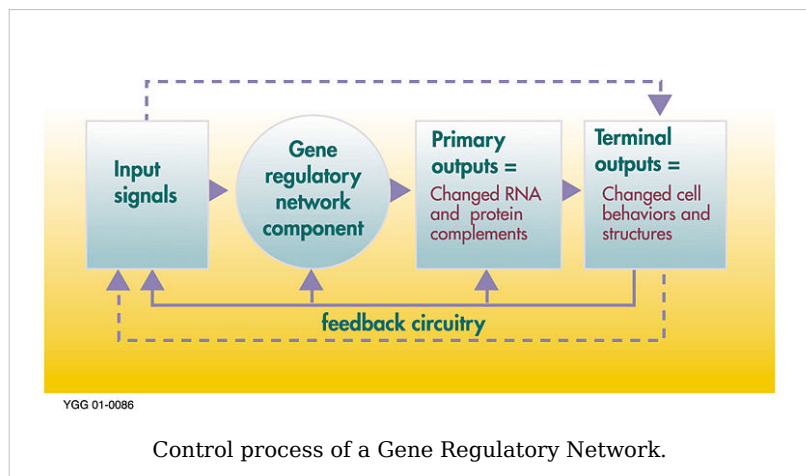 Input
signals
Gene
regulatory
network
component
Primary
outputs =
Changed RNA
and protein
complements
Terminal
outputs =
Changed cell
behaviors and
structures
feedback circuitry
YGG 01-0086
Control process of a Gene Regulatory Network.